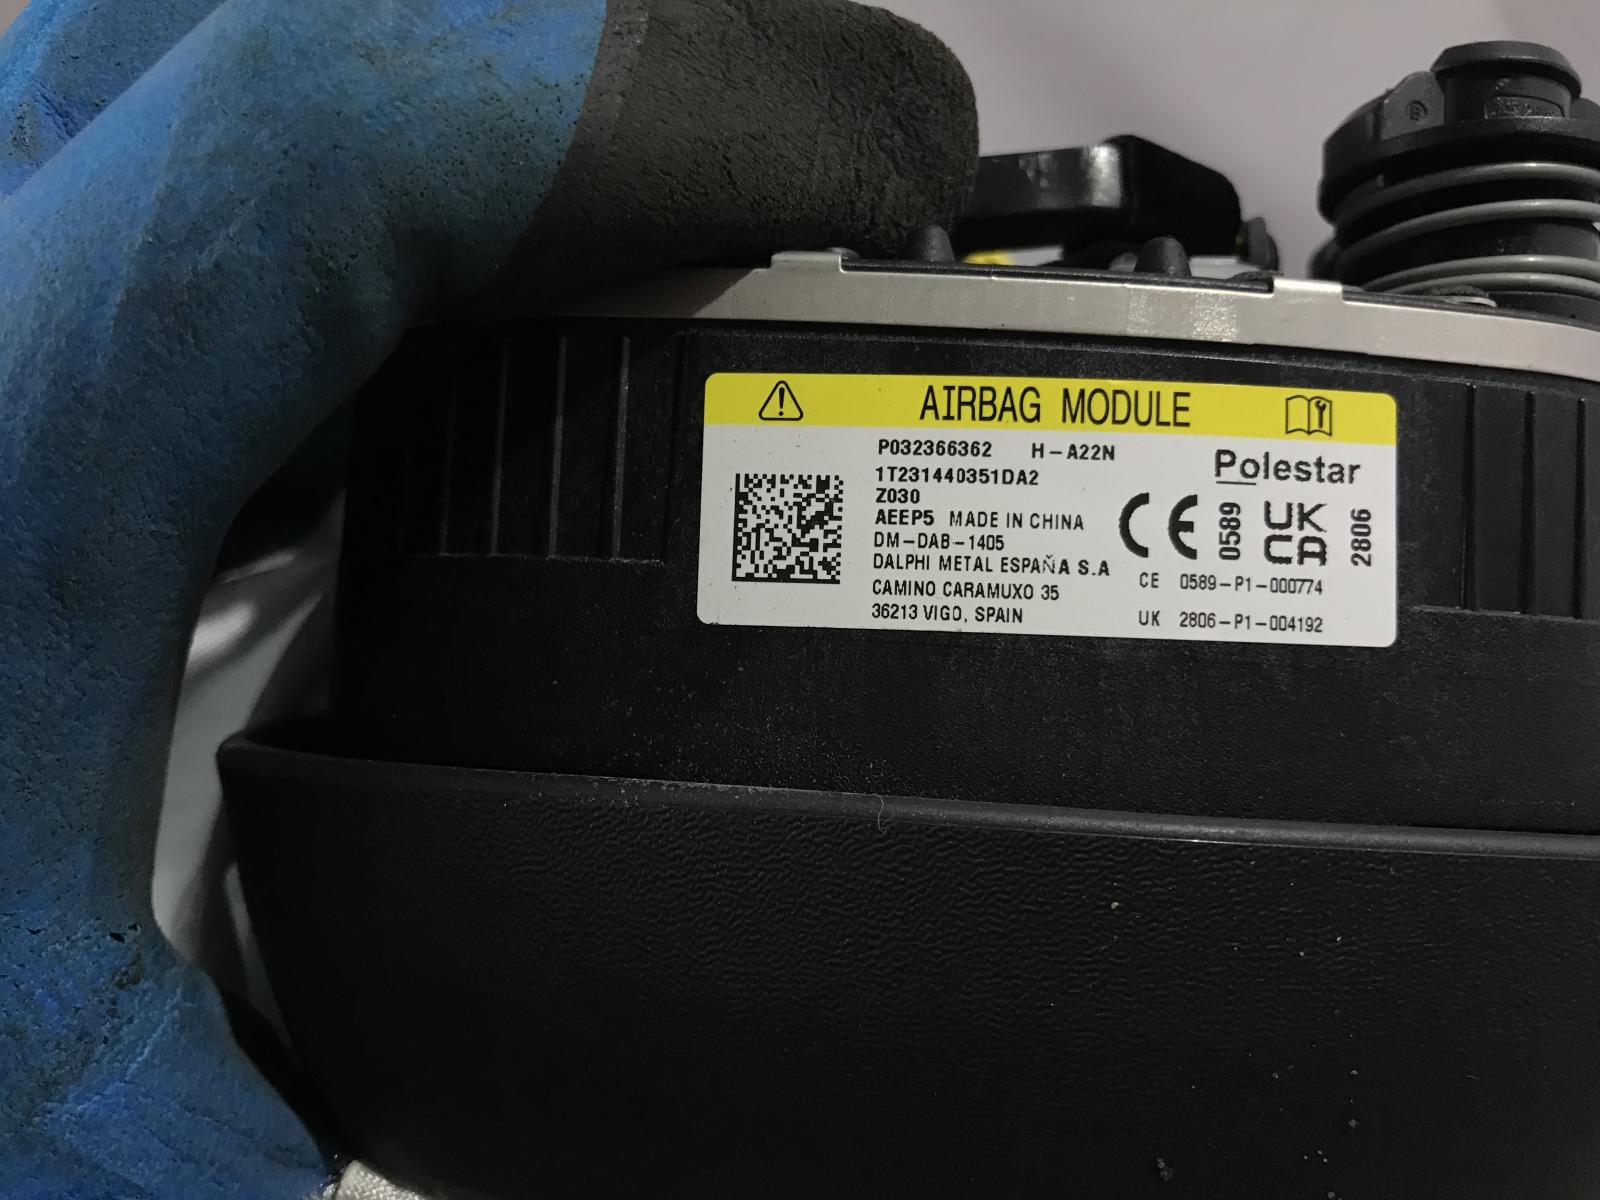 AIRBAG MODULE
P032366362 H-A22N
1T231440351DA2
Z030
AEEP5 MADE IN CHINA
DM-DAB-1405
DALPHI METAL ESPAÑA S.A
CAMINO CARAMUXO 35
36213 VIGO, SPAIN
Polestar
CE 0589 UK CA 2806
CE 0589-P1-000774
UK 2806-P1-004192